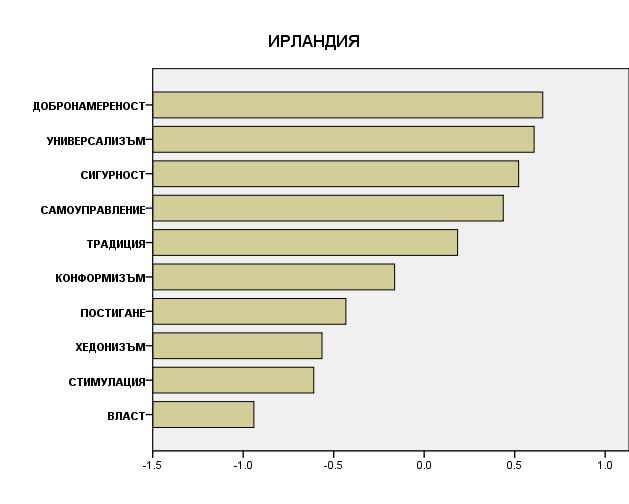 ИРЛАНДИЯ
ДОБРОНАМЕРЕНОСТ
УНИВЕРСАЛИЗЪМ
СИГУРНОСТ
САМОУПРАВЛЕНИЕ
ТРАДИЦИЯ
КОНФОРМИЗЪМ
ПОСТИГАНЕ
ХЕДОНИЗЪМ
СТИМУЛАЦИЯ
ВЛАСТ
-1.5 -1.0 -0.5 0.0 0.5 1.0